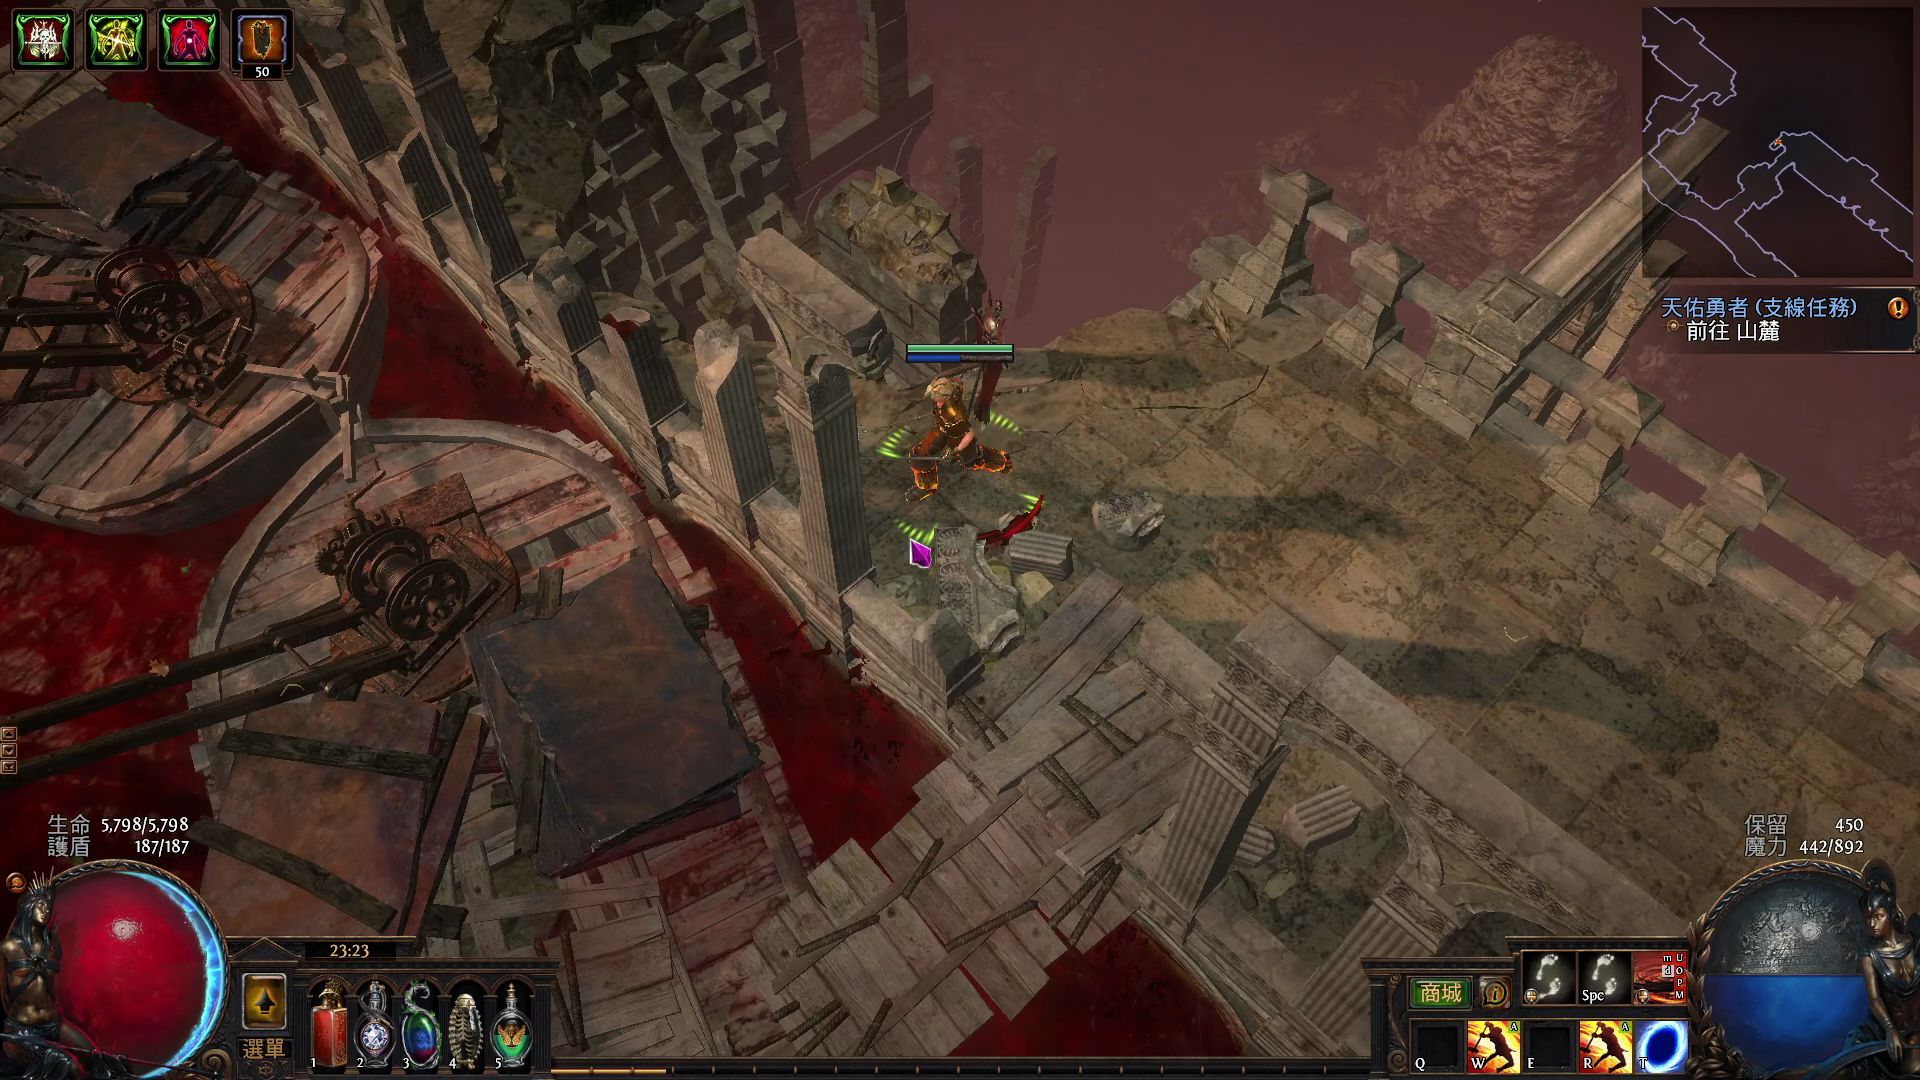 50
天佑勇者 (支線任務)
前往 山麓
生命 5,798/5,798
護盾 187/187
保留 450
魔力 442/892
23:23
選單
1 2 3 4 5
商城
Spc
m U
d O
P
M
Q W A E R A T